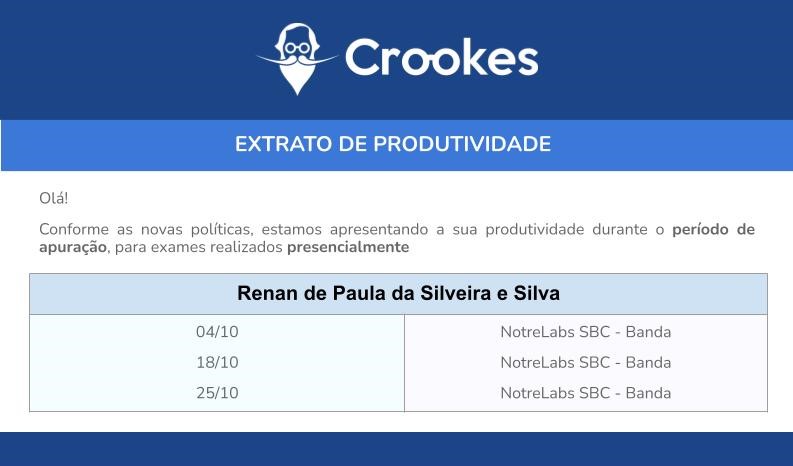 Crookes
EXTRATO DE PRODUTIVIDADE
Olá!
Conforme as novas políticas, estamos apresentando a sua produtividade durante o período de
apuração, para exames realizados presencialmente
Renan de Paula da Silveira e Silva
04/10 NotreLabs SBC - Banda
18/10 NotreLabs SBC - Banda
25/10 NotreLabs SBC - Banda